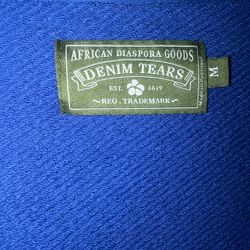 AFRICAN DIASPORA GOODS
DENIM TEARS
EST. 1619
~ REG. TRADEMARK ~
M